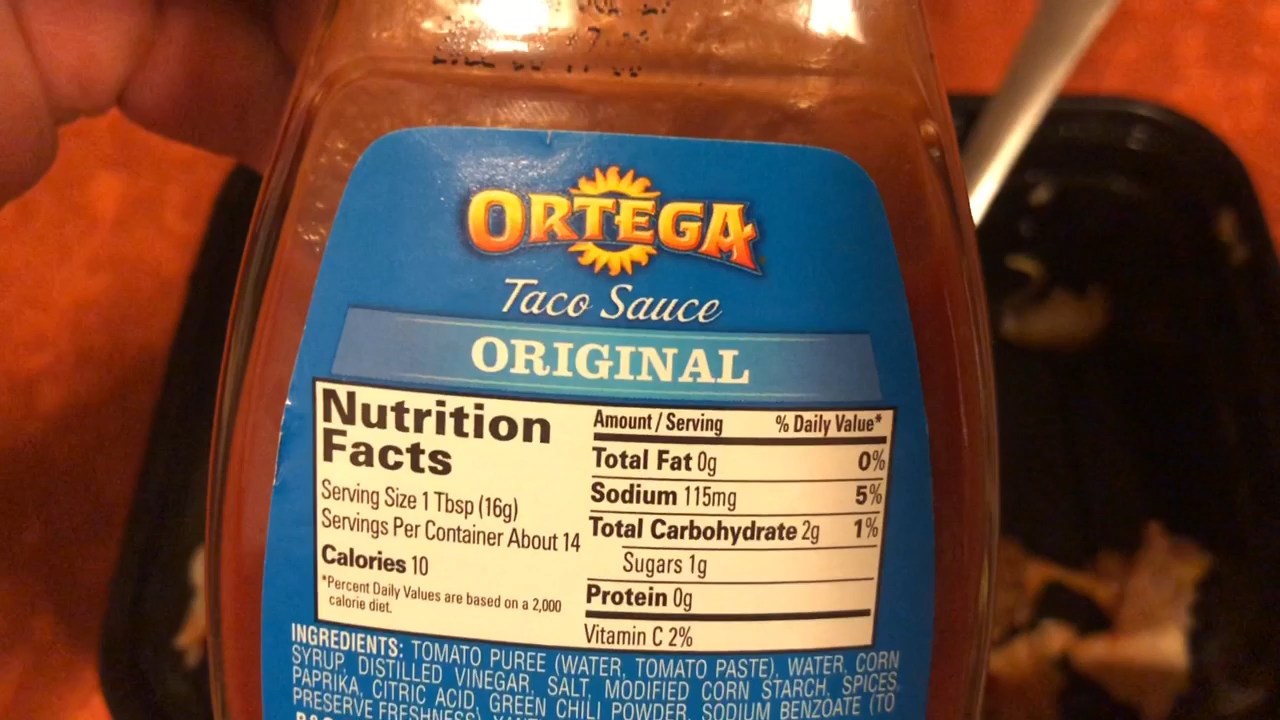 ORTEGA
Taco Sauce
ORIGINAL
Nutrition
Facts
Serving Size 1 Tbsp (16g)
Servings Per Container About 14
Calories 10
*Percent Daily Values are based on a 2,000
calorie diet.
Amount / Serving % Daily Value*
Total Fat 0g 0%
Sodium 115mg 5%
Total Carbohydrate 2g 1%
Sugars 1g
Protein 0g
Vitamin C 2%
INGREDIENTS: TOMATO PUREE (WATER, TOMATO PASTE), WATER, CORN
SYRUP, DISTILLED VINEGAR, SALT, MODIFIED CORN STARCH, SPICES,
PAPRIKA, CITRIC ACID, GREEN CHILI POWDER, SODIUM BENZOATE (TO
PRESERVE FRESHNESS),